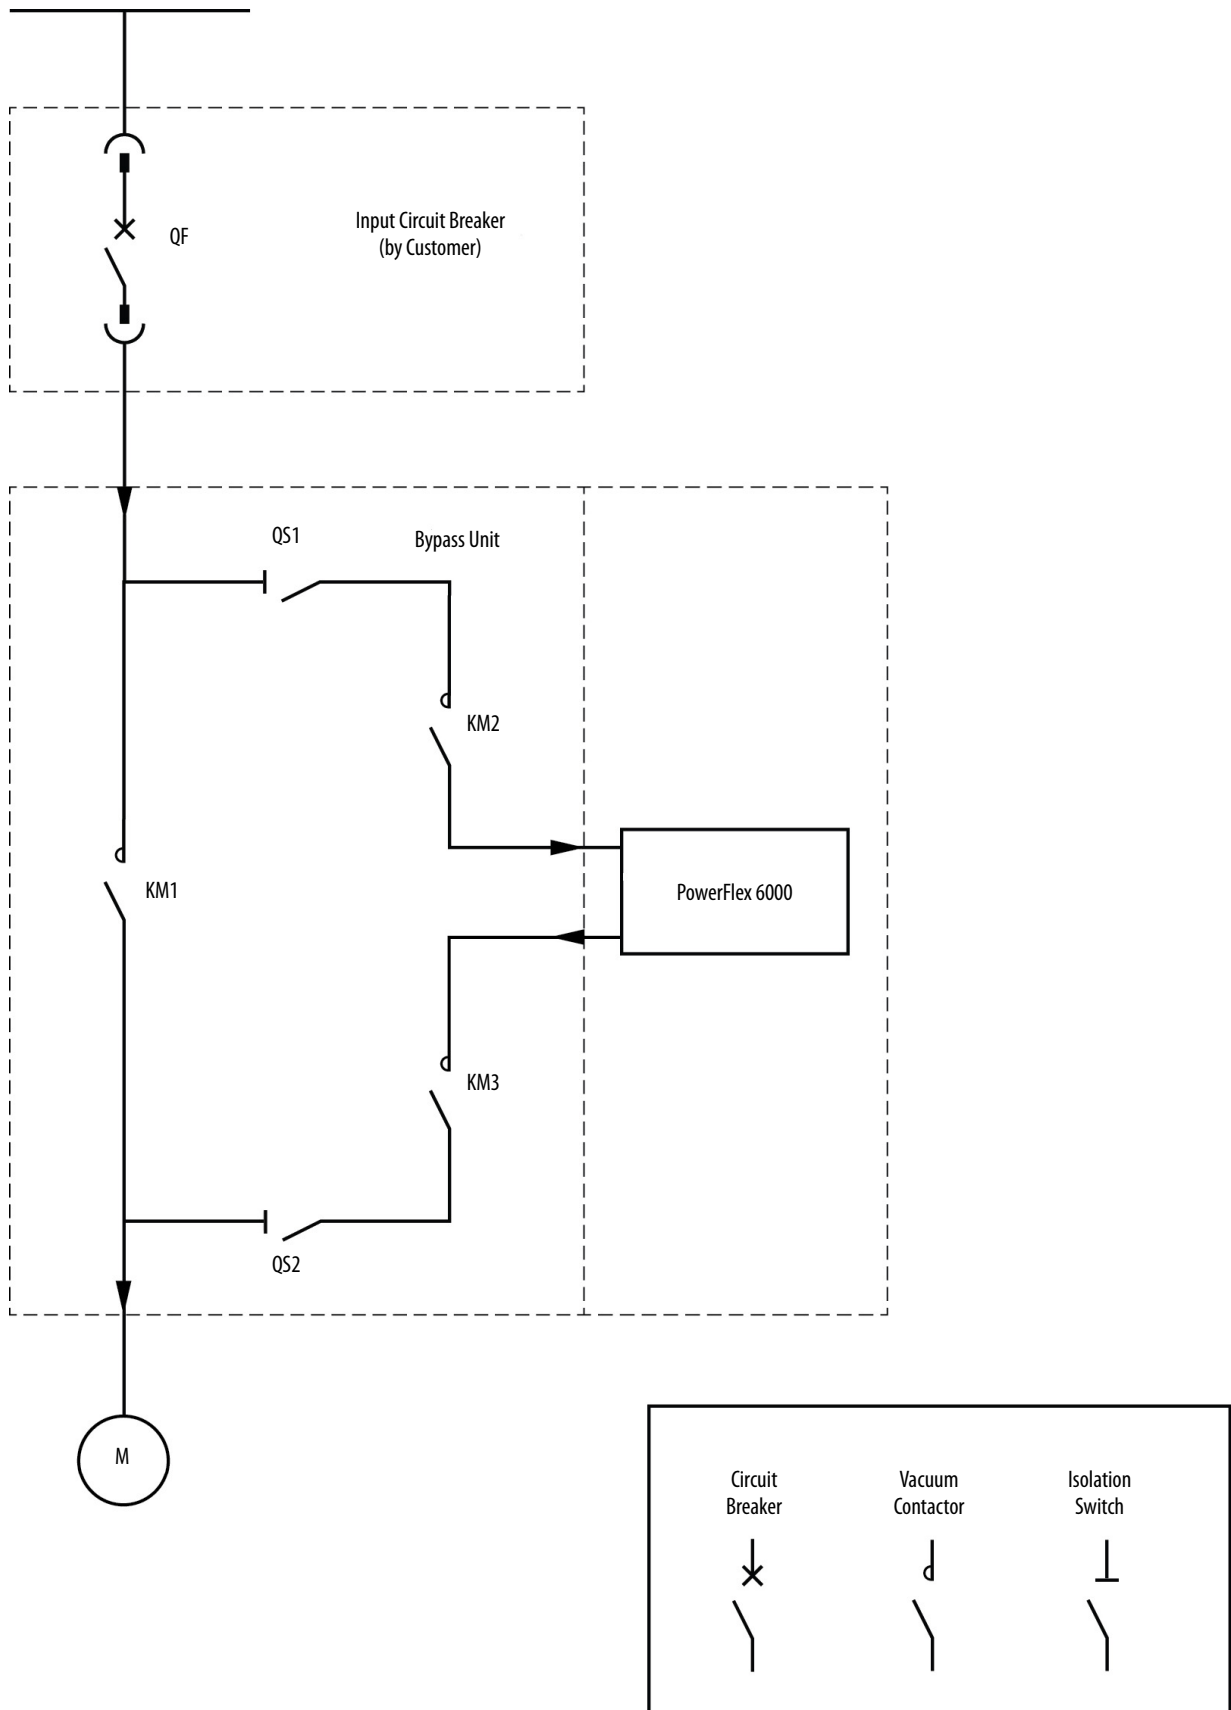 QF
Input Circuit Breaker
(by Customer)
QS1
Bypass Unit
KM2
KM1
PowerFlex 6000
KM3
QS2
M
Circuit
Breaker
Vacuum
Contactor
Isolation
Switch